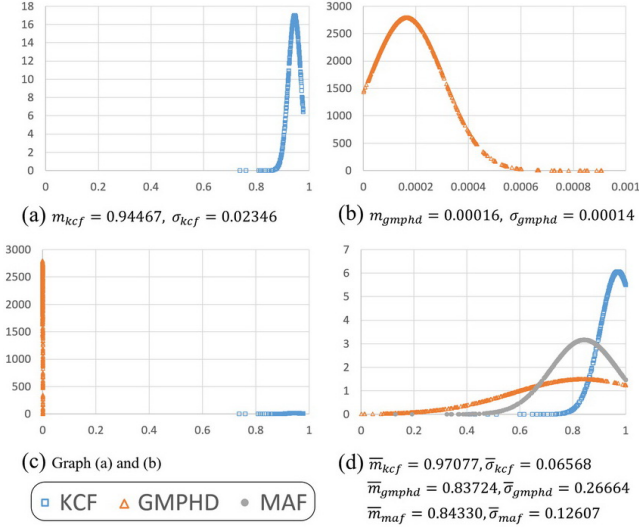 18
16
14
12
10
8
6
4
2
0
0 0.2 0.4 0.6 0.8 1
(a) m_kcf = 0.94467, σ_kcf = 0.02346
3000
2500
2000
1500
1000
500
0
0 0.0002 0.0004 0.0006 0.0008 0.001
(b) m_gmphd = 0.00016, σ_gmphd = 0.00014
3000
2500
2000
1500
1000
500
0
0 0.2 0.4 0.6 0.8 1
(c) Graph (a) and (b)
7
6
5
4
3
2
1
0
0 0.2 0.4 0.6 0.8 1
(d) m̅_kcf = 0.97077, σ̅_kcf = 0.06568
m̅_gmphd = 0.83724, σ̅_gmphd = 0.26664
m̅_maf = 0.84330, σ̅_maf = 0.12607
KCF GMPHD MAF